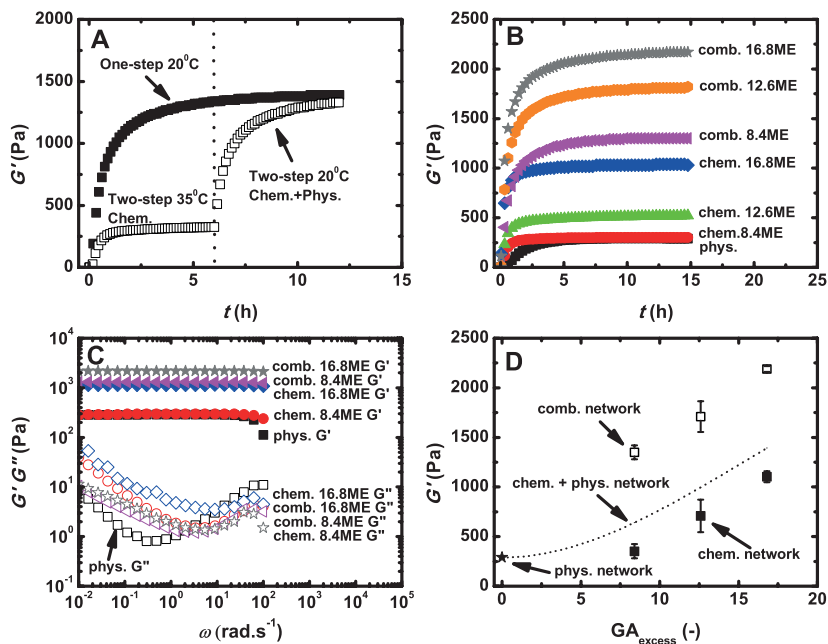 A
One-step 20⁰C
Two-step 35⁰C
Chem.
Two-step 20⁰C
Chem.+Phys.
G' (Pa)
1500
1000
500
0
0 5 10 15
t (h)
B
comb. 16.8ME
comb. 12.6ME
comb. 8.4ME
chem. 16.8ME
chem. 12.6ME
chem.8.4ME
phys.
G' (Pa)
2250
2000
1750
1500
1250
1000
750
500
250
0
0 5 10 15 20 25
t (h)
C
comb. 16.8ME G'
comb. 8.4ME G'
chem. 16.8ME G'
chem. 8.4ME G'
phys. G'
chem. 16.8ME G"
comb. 16.8ME G"
comb. 8.4ME G"
chem. 8.4ME G"
phys. G"
G' G" (Pa)
10⁴
10³
10²
10¹
10⁰
10⁻¹
10⁻² 10⁻¹ 10⁰ 10¹ 10² 10³ 10⁴ 10⁵
ω (rad.s⁻¹)
D
comb. network
chem. + phys. network
chem. network
phys. network
G' (Pa)
2500
2000
1500
1000
500
0
0 5 10 15 20
GAexcess (-)